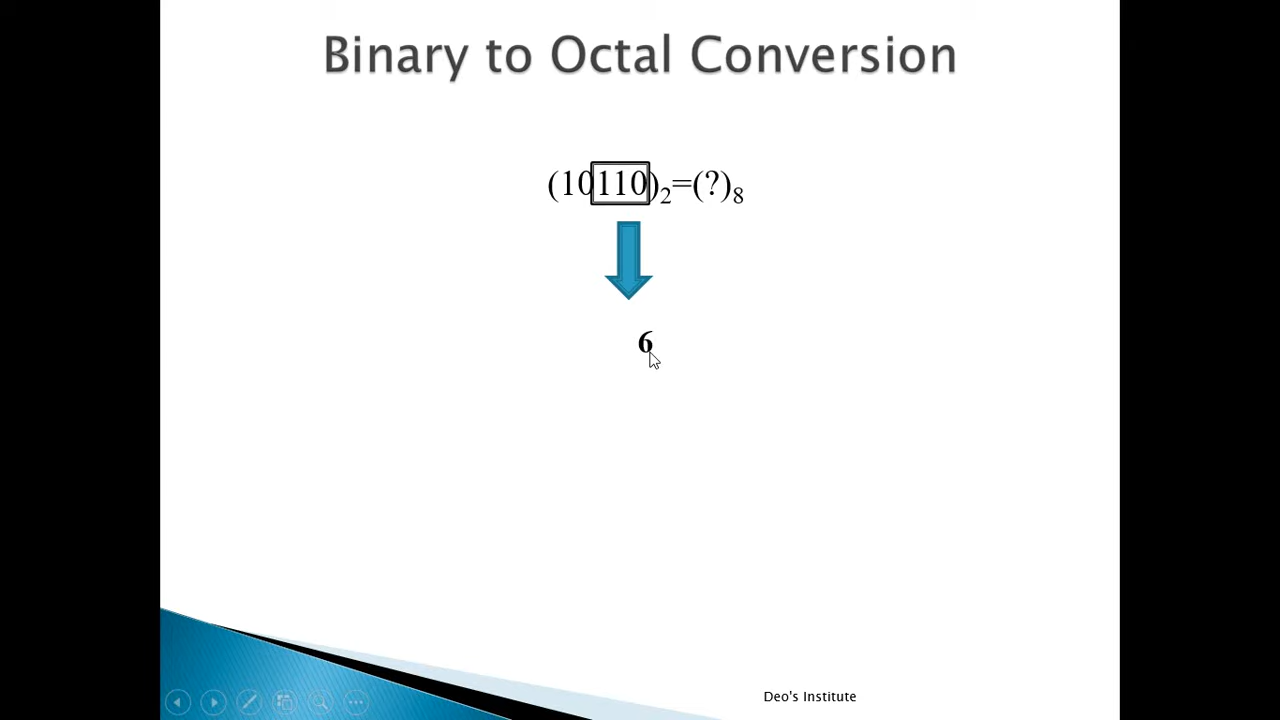 Binary to Octal Conversion
(10110)₂=(?)₈
6
Deo's Institute